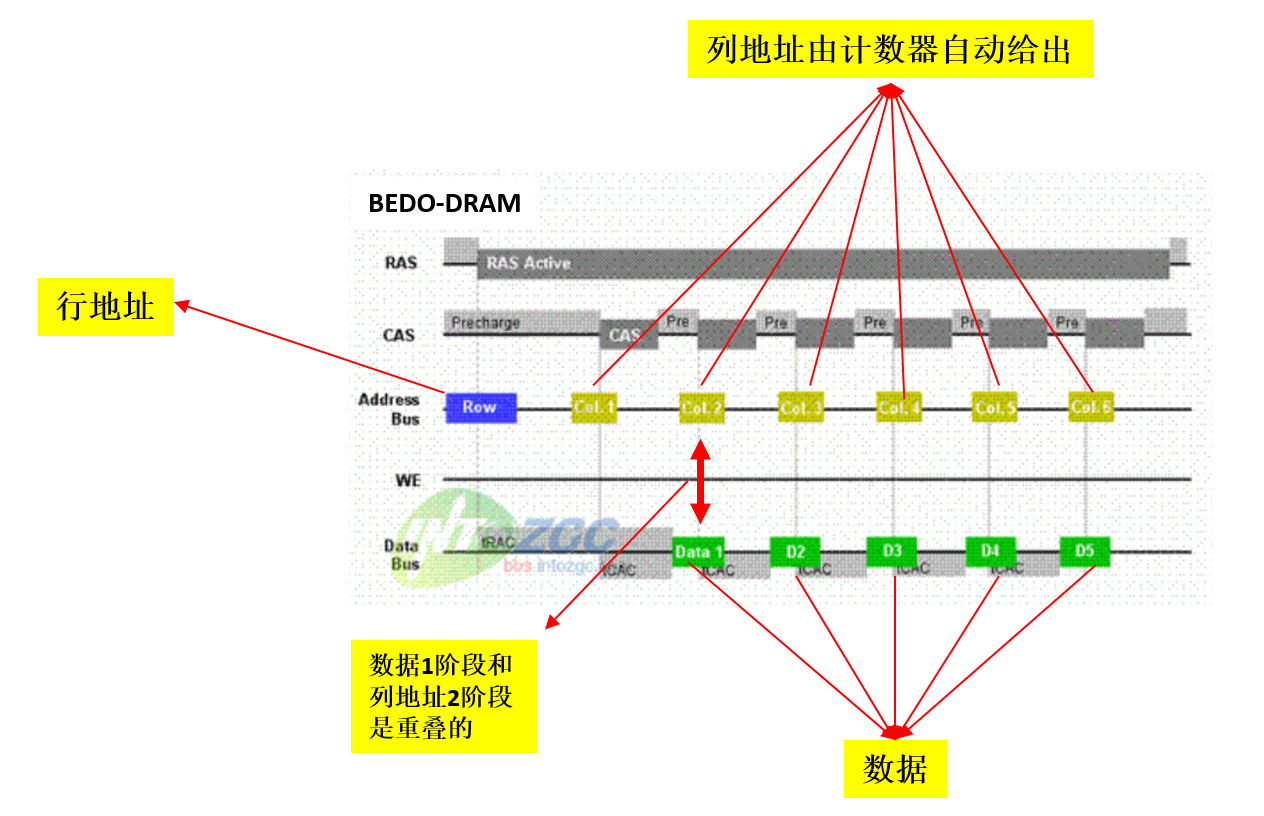 列地址由计数器自动给出
BEDO-DRAM
RAS
RAS Active
行地址
CAS
Precharge
CAS
Pre
Pre
Pre
Pre
Pre
Address
Bus
Row
Col. 1
Col. 2
Col. 3
Col. 4
Col. 5
Col. 6
WE
ZGC
bbs.intozgc.
Data
Bus
tRAC
Data 1
D2
D3
D4
D5
tCAC
tCAC
tCAC
tCAC
tCAC
数据1阶段和
列地址2阶段
是重叠的
数据